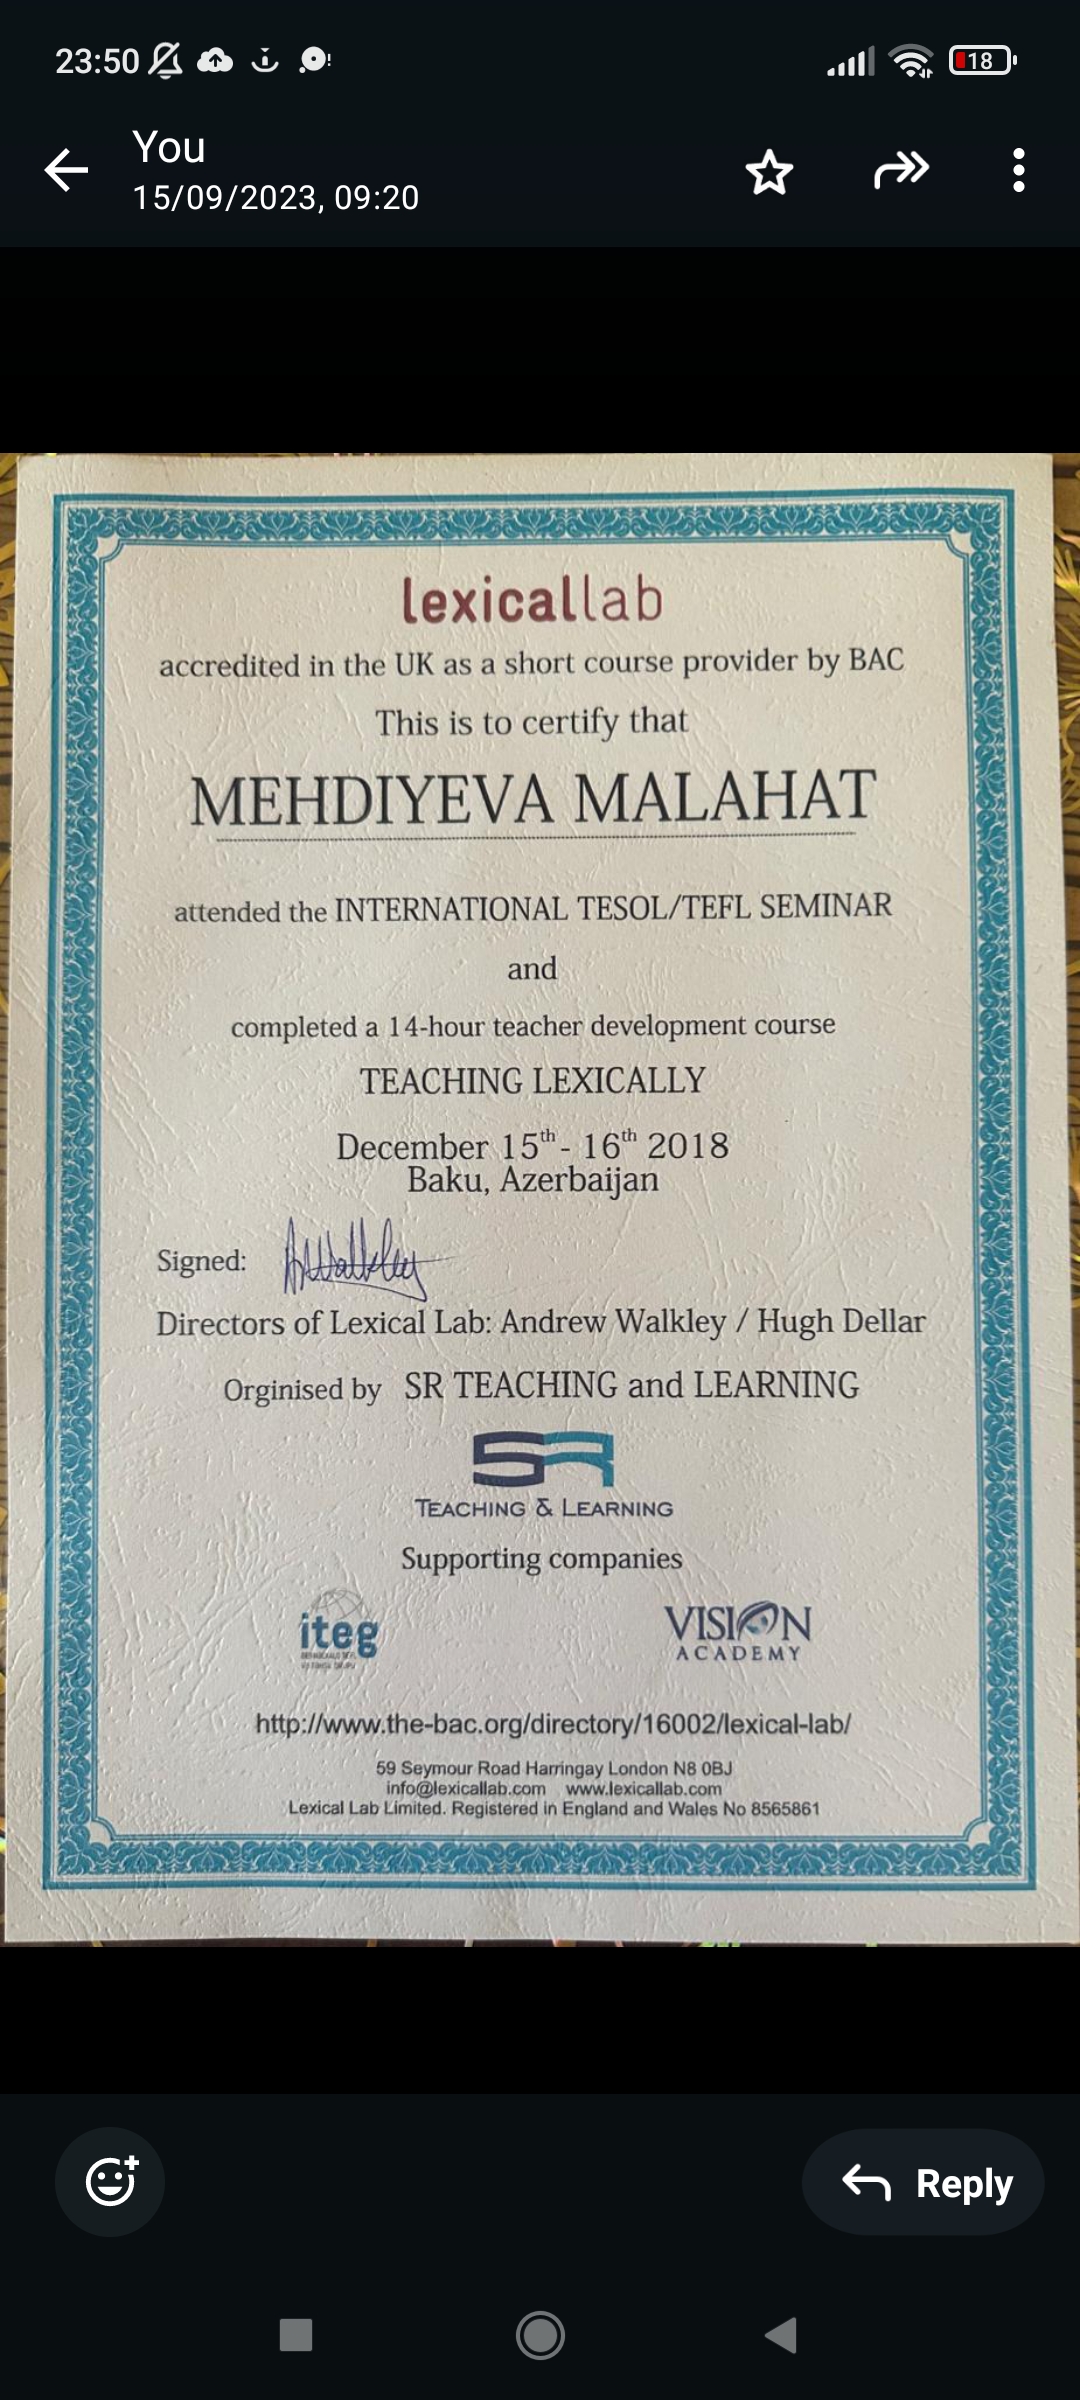 23:50
18
You
15/09/2023, 09:20
lexicallab
accredited in the UK as a short course provider by BAC
This is to certify that
MEHDIYEVA MALAHAT
attended the INTERNATIONAL TESOL/TEFL SEMINAR
and
completed a 14-hour teacher development course
TEACHING LEXICALLY
December 15th - 16th 2018
Baku, Azerbaijan
Signed: AWalkley
Directors of Lexical Lab: Andrew Walkley / Hugh Dellar
Orginised by SR TEACHING and LEARNING
SR
TEACHING & LEARNING
Supporting companies
iteg
VISION
ACADEMY
http://www.the-bac.org/directory/16002/lexical-lab/
59 Seymour Road Harringay London N8 0BJ
info@lexicallab.com www.lexicallab.com
Lexical Lab Limited. Registered in England and Wales No 8565861
Reply